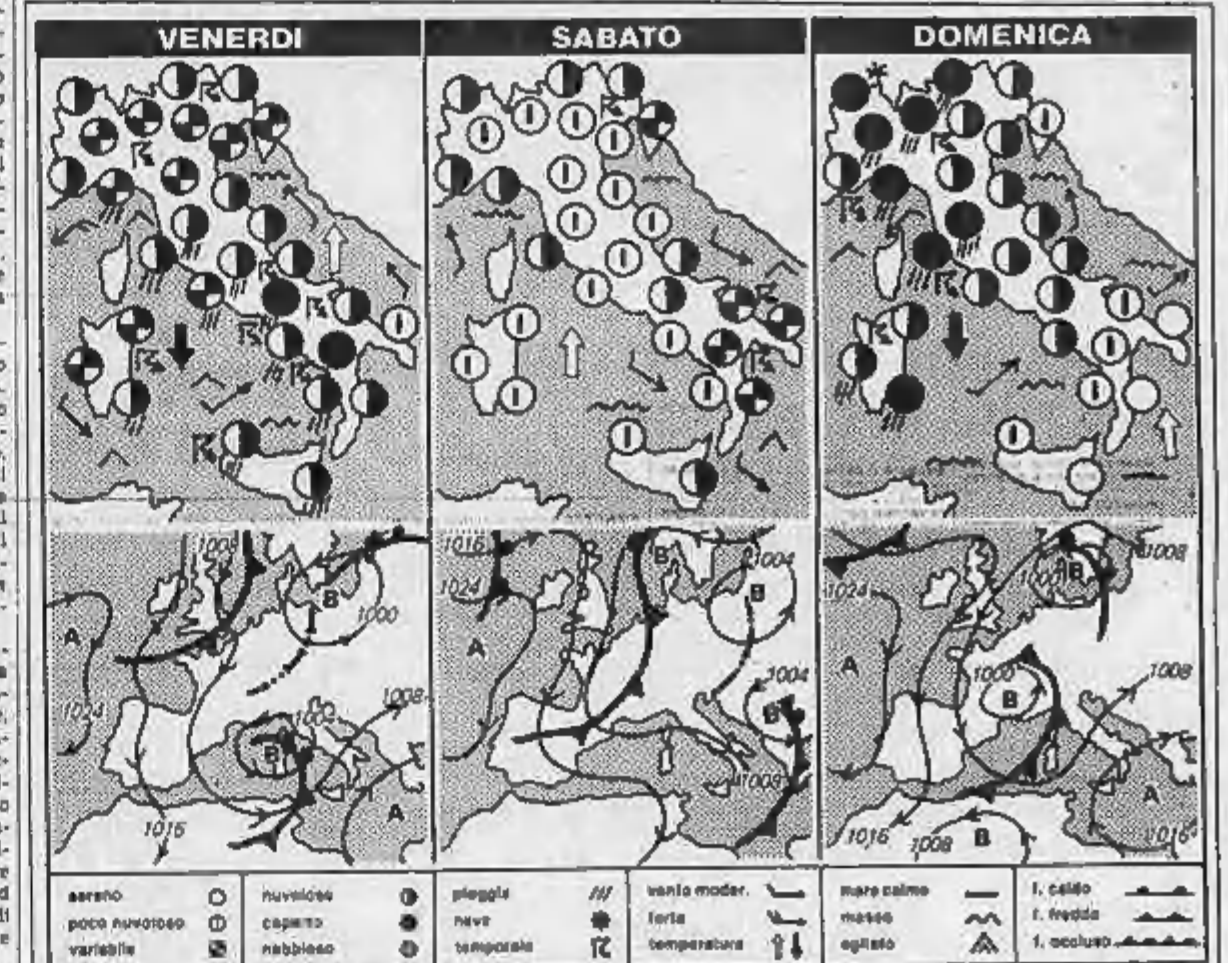 VENERDI
SABATO
DOMENICA
1008
B
1000
A
1024
1008
B
A
1016
1016
B
1004
1024
B
A
1004
B
1008
1000
B
1008
1024
A
1000
1008
B
A
1016
1008
B
1016
sereno
poco nuvoloso
variabile
nuvoloso
coperto
nebbioso
pioggia
neve
temporale
vento moder.
forte
temperatura
mare calmo
mosso
agitato
f. caldo
f. freddo
f. occluso